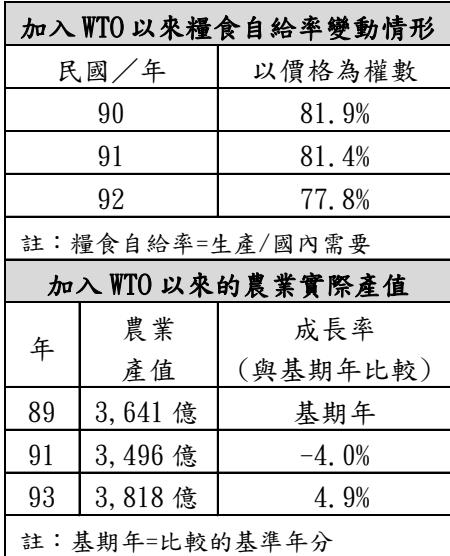 加入 WTO 以來糧食自給率變動情形
民國／年 以價格為權數
90 81.9%
91 81.4%
92 77.8%
註：糧食自給率=生產/國內需要
加入 WTO 以來的農業實際產值
年 農業產值 成長率(與基期年比較)
89 3,641 億 基期年
91 3,496 億 -4.0%
93 3,818 億 4.9%
註：基期年=比較的基準年分